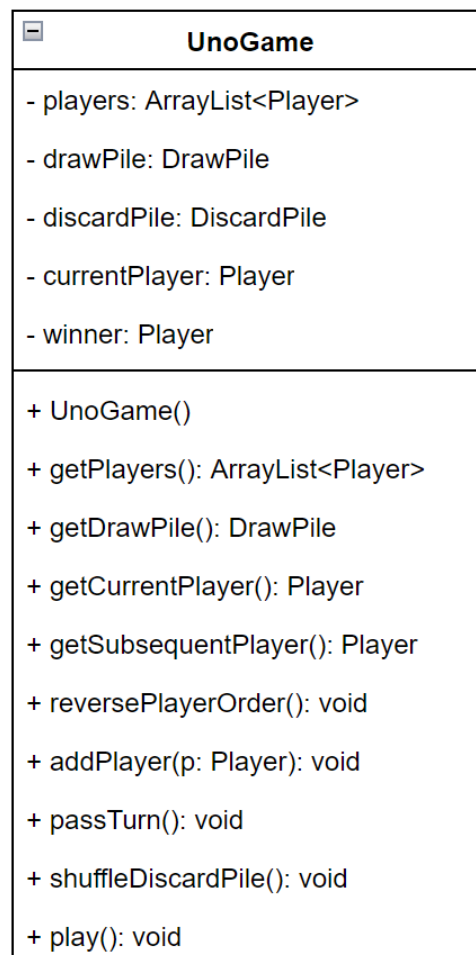 UnoGame
- players: ArrayList<Player>
- drawPile: DrawPile
- discardPile: DiscardPile
- currentPlayer: Player
- winner: Player
+ UnoGame()
+ getPlayers(): ArrayList<Player>
+ getDrawPile(): DrawPile
+ getCurrentPlayer(): Player
+ getSubsequentPlayer(): Player
+ reversePlayerOrder(): void
+ addPlayer(p: Player): void
+ passTurn(): void
+ shuffleDiscardPile(): void
+ play(): void